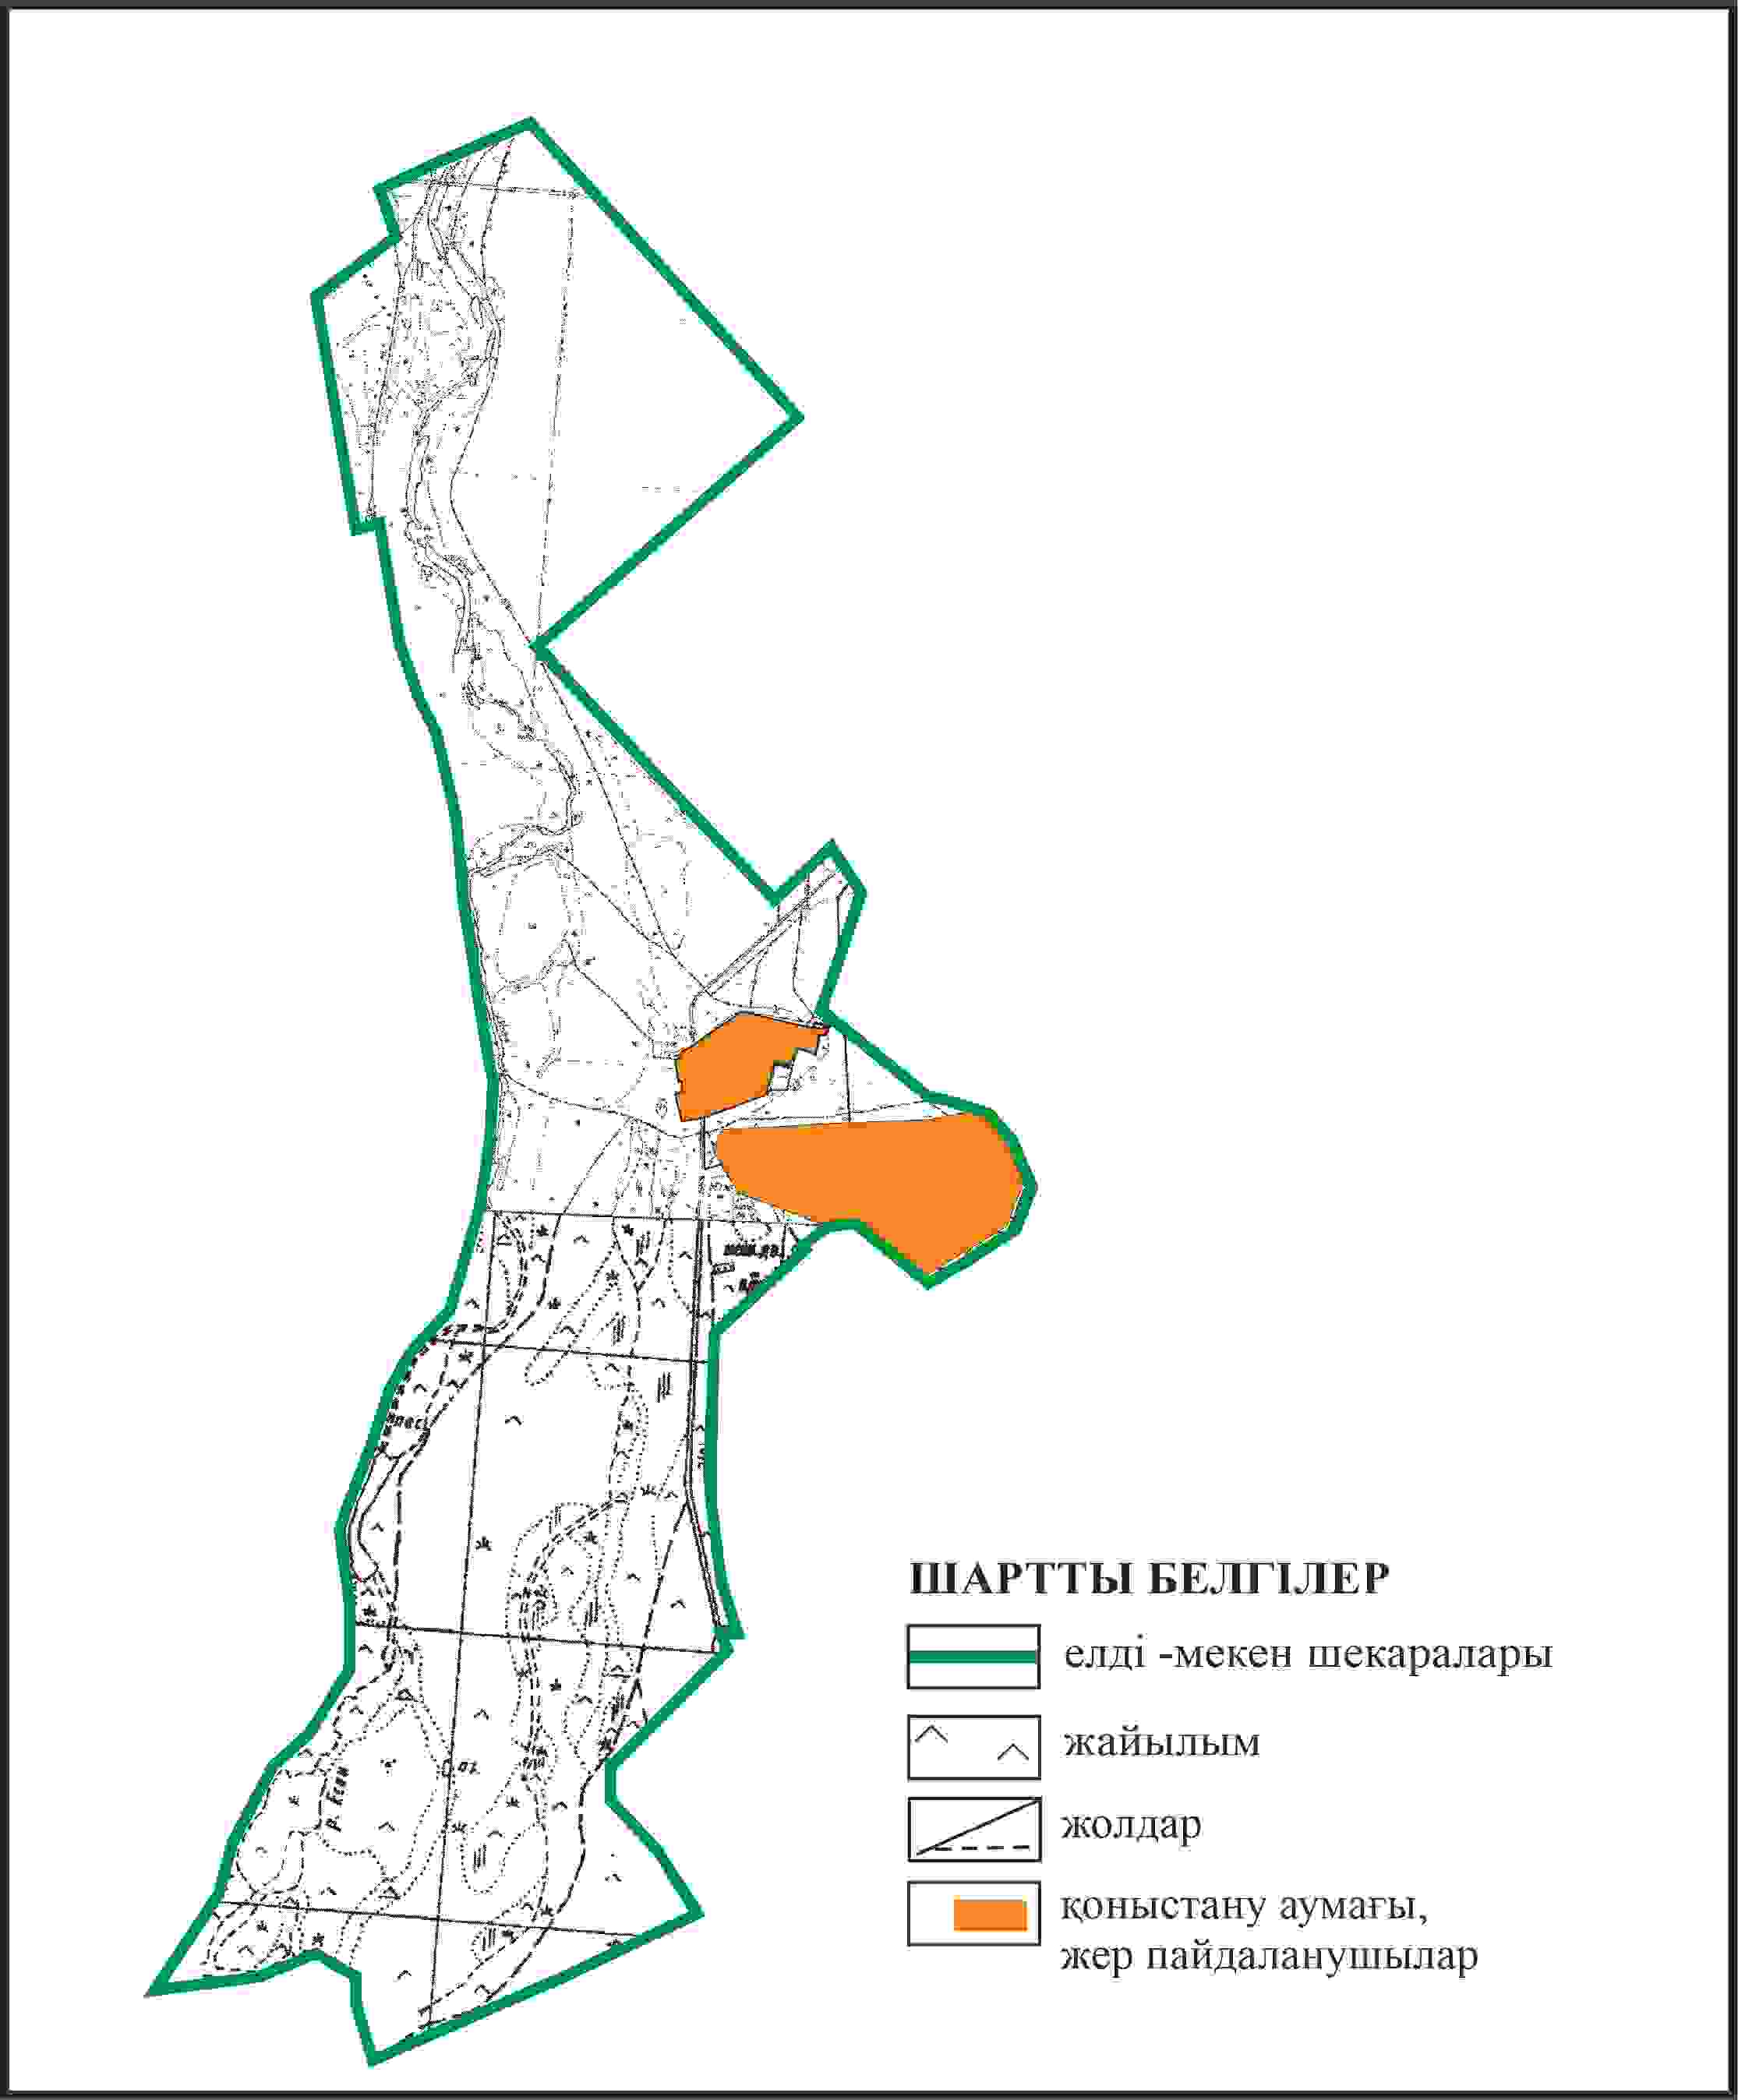 ШАРТТЫ БЕЛГІЛЕР
елді -мекен шекаралары
жайылым
жолдар
қоныстану аумағы,
жер пайдаланушылар